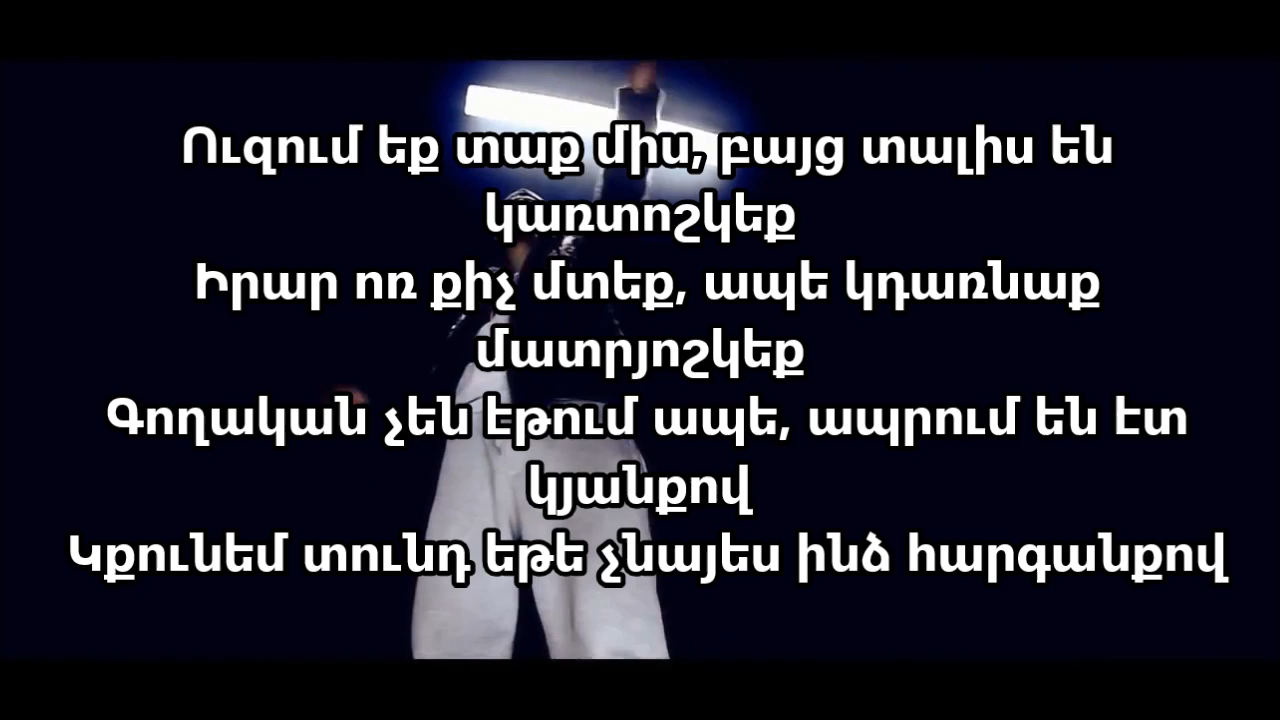 Ուզում եք տաք միս, բայց տալիս են
կառտոշկեք
Իրար ոռ քիչ մտեք, ապե կդառնաք
մատրյոշկեք
Գողական չեն էթում ապե, ապրում են էտ
կյանքով
Կքունեմ տունդ եթե չնայես ինձ հարգանքով